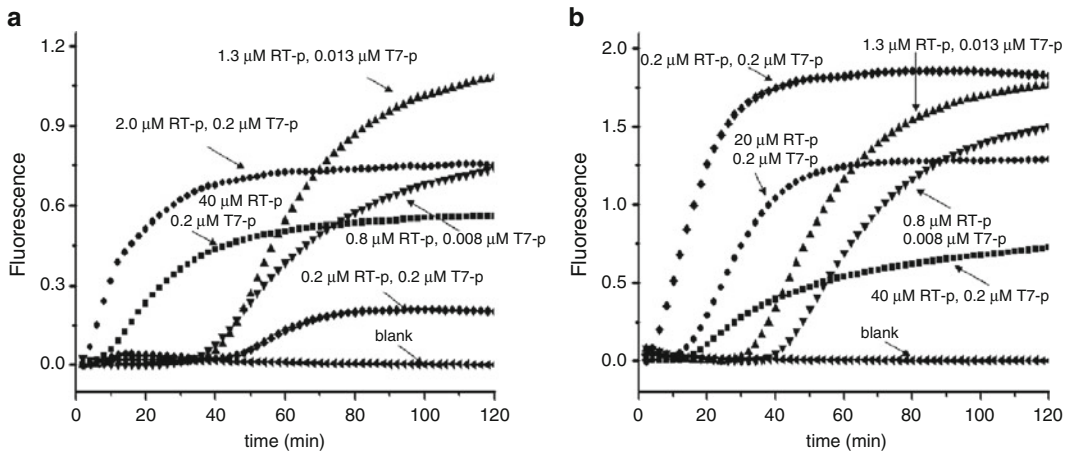 a
1.2
0.9
0.6
0.3
0.0
Fluorescence
0
20
40
60
80
100
120
time (min)
1.3 μM RT-p, 0.013 μM T7-p
2.0 μM RT-p, 0.2 μM T7-p
40 μM RT-p
0.2 μM T7-p
0.8 μM RT-p, 0.008 μM T7-p
0.2 μM RT-p, 0.2 μM T7-p
blank
b
2.0
1.5
1.0
0.5
0.0
Fluorescence
0
20
40
60
80
100
120
time (min)
0.2 μM RT-p, 0.2 μM T7-p
1.3 μM RT-p, 0.013 μM T7-p
20 μM RT-p
0.2 μM T7-p
0.8 μM RT-p
0.008 μM T7-p
40 μM RT-p, 0.2 μM T7-p
blank